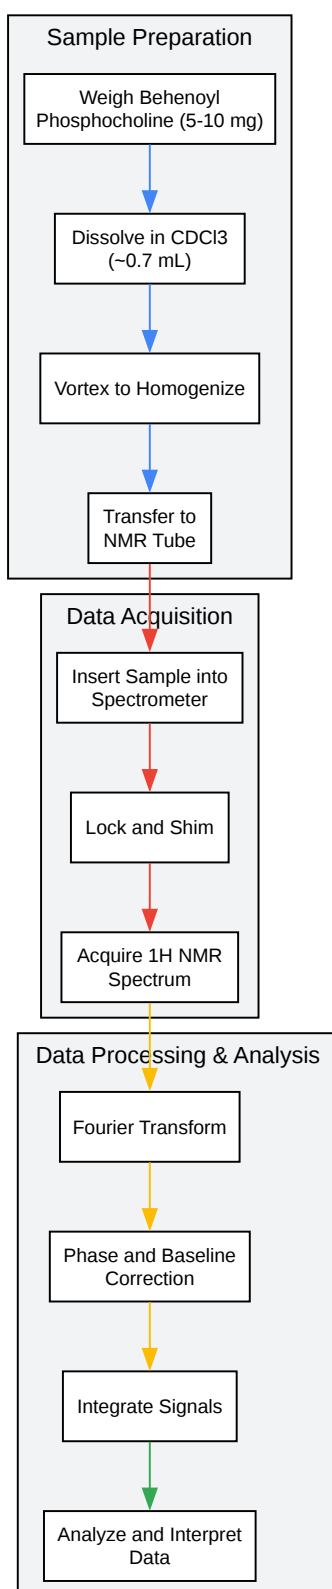 Sample Preparation
Weigh Behenoyl
Phosphocholine (5-10 mg)
Dissolve in CDCl3
(~0.7 mL)
Vortex to Homogenize
Transfer to
NMR Tube
Data Acquisition
Insert Sample into
Spectrometer
Lock and Shim
Acquire 1H NMR
Spectrum
Data Processing & Analysis
Fourier Transform
Phase and Baseline
Correction
Integrate Signals
Analyze and Interpret
Data